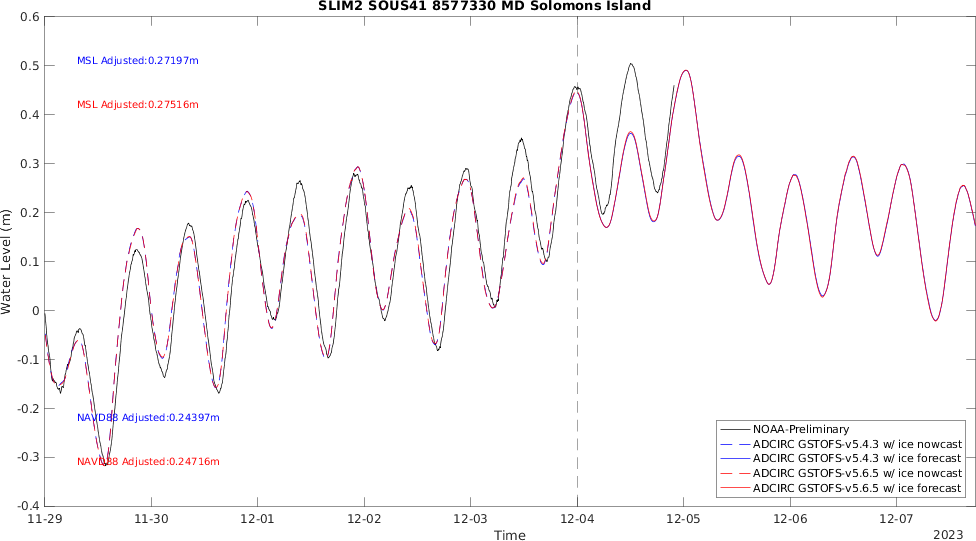 SLIM2 SOUS41 8577330 MD Solomons Island
0.6
0.5
0.4
0.3
0.2
0.1
0
-0.1
-0.2
-0.3
-0.4
Water Level (m)
MSL Adjusted:0.27197m
MSL Adjusted:0.27516m
NAVD88 Adjusted:0.24397m
NAVD88 Adjusted:0.24716m
NOAA-Preliminary
ADCIRC GSTOFS-v5.4.3 w/ ice nowcast
ADCIRC GSTOFS-v5.4.3 w/ ice forecast
ADCIRC GSTOFS-v5.6.5 w/ ice nowcast
ADCIRC GSTOFS-v5.6.5 w/ ice forecast
11-29 11-30 12-01 12-02 12-03 12-04 12-05 12-06 12-07
Time
2023